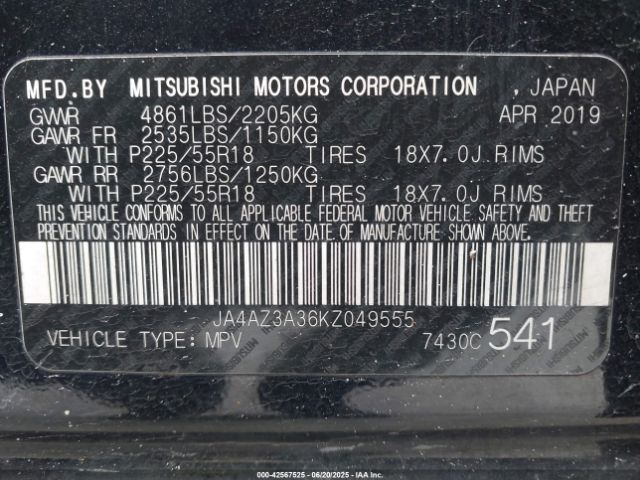 MFD.BY MITSUBISHI MOTORS CORPORATION , JAPAN
GVWR 4861LBS/2205KG APR 2019
GAWR FR 2535LBS/1150KG
WITH P225/55R18 TIRES 18X7.0J RIMS
GAWR RR 2756LBS/1250KG
WITH P225/55R18 TIRES 18X7.0J RIMS
THIS VEHICLE CONFORMS TO ALL APPLICABLE FEDERAL MOTOR VEHICLE SAFETY AND THEFT
PREVENTION STANDARDS IN EFFECT ON THE DATE OF MANUFACTURE SHOWN ABOVE.
JA4AZ3A36KZ049555
VEHICLE TYPE: MPV 7430C 541
000-42567525 - 06/20/2025 - IAAI.COM